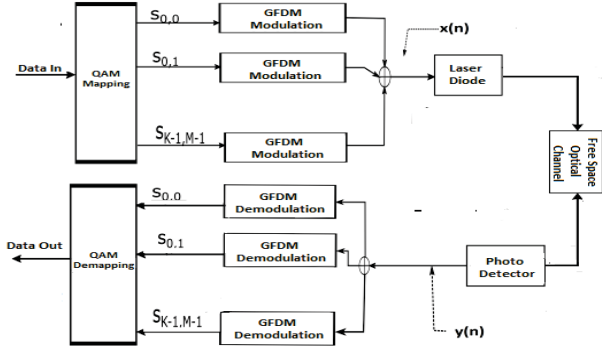 S0,0
GFDM
Modulation
x(n)
Data In
QAM
Mapping
S0,1
GFDM
Modulation
Laser
Diode
SK-1,M-1
GFDM
Modulation
Free Space
Optical
Channel
S0.0
GFDM
Demodulation
Data Out
QAM
Demapping
S0.1
GFDM
Demodulation
Photo
Detector
SK-1,M-1
GFDM
Demodulation
y(n)